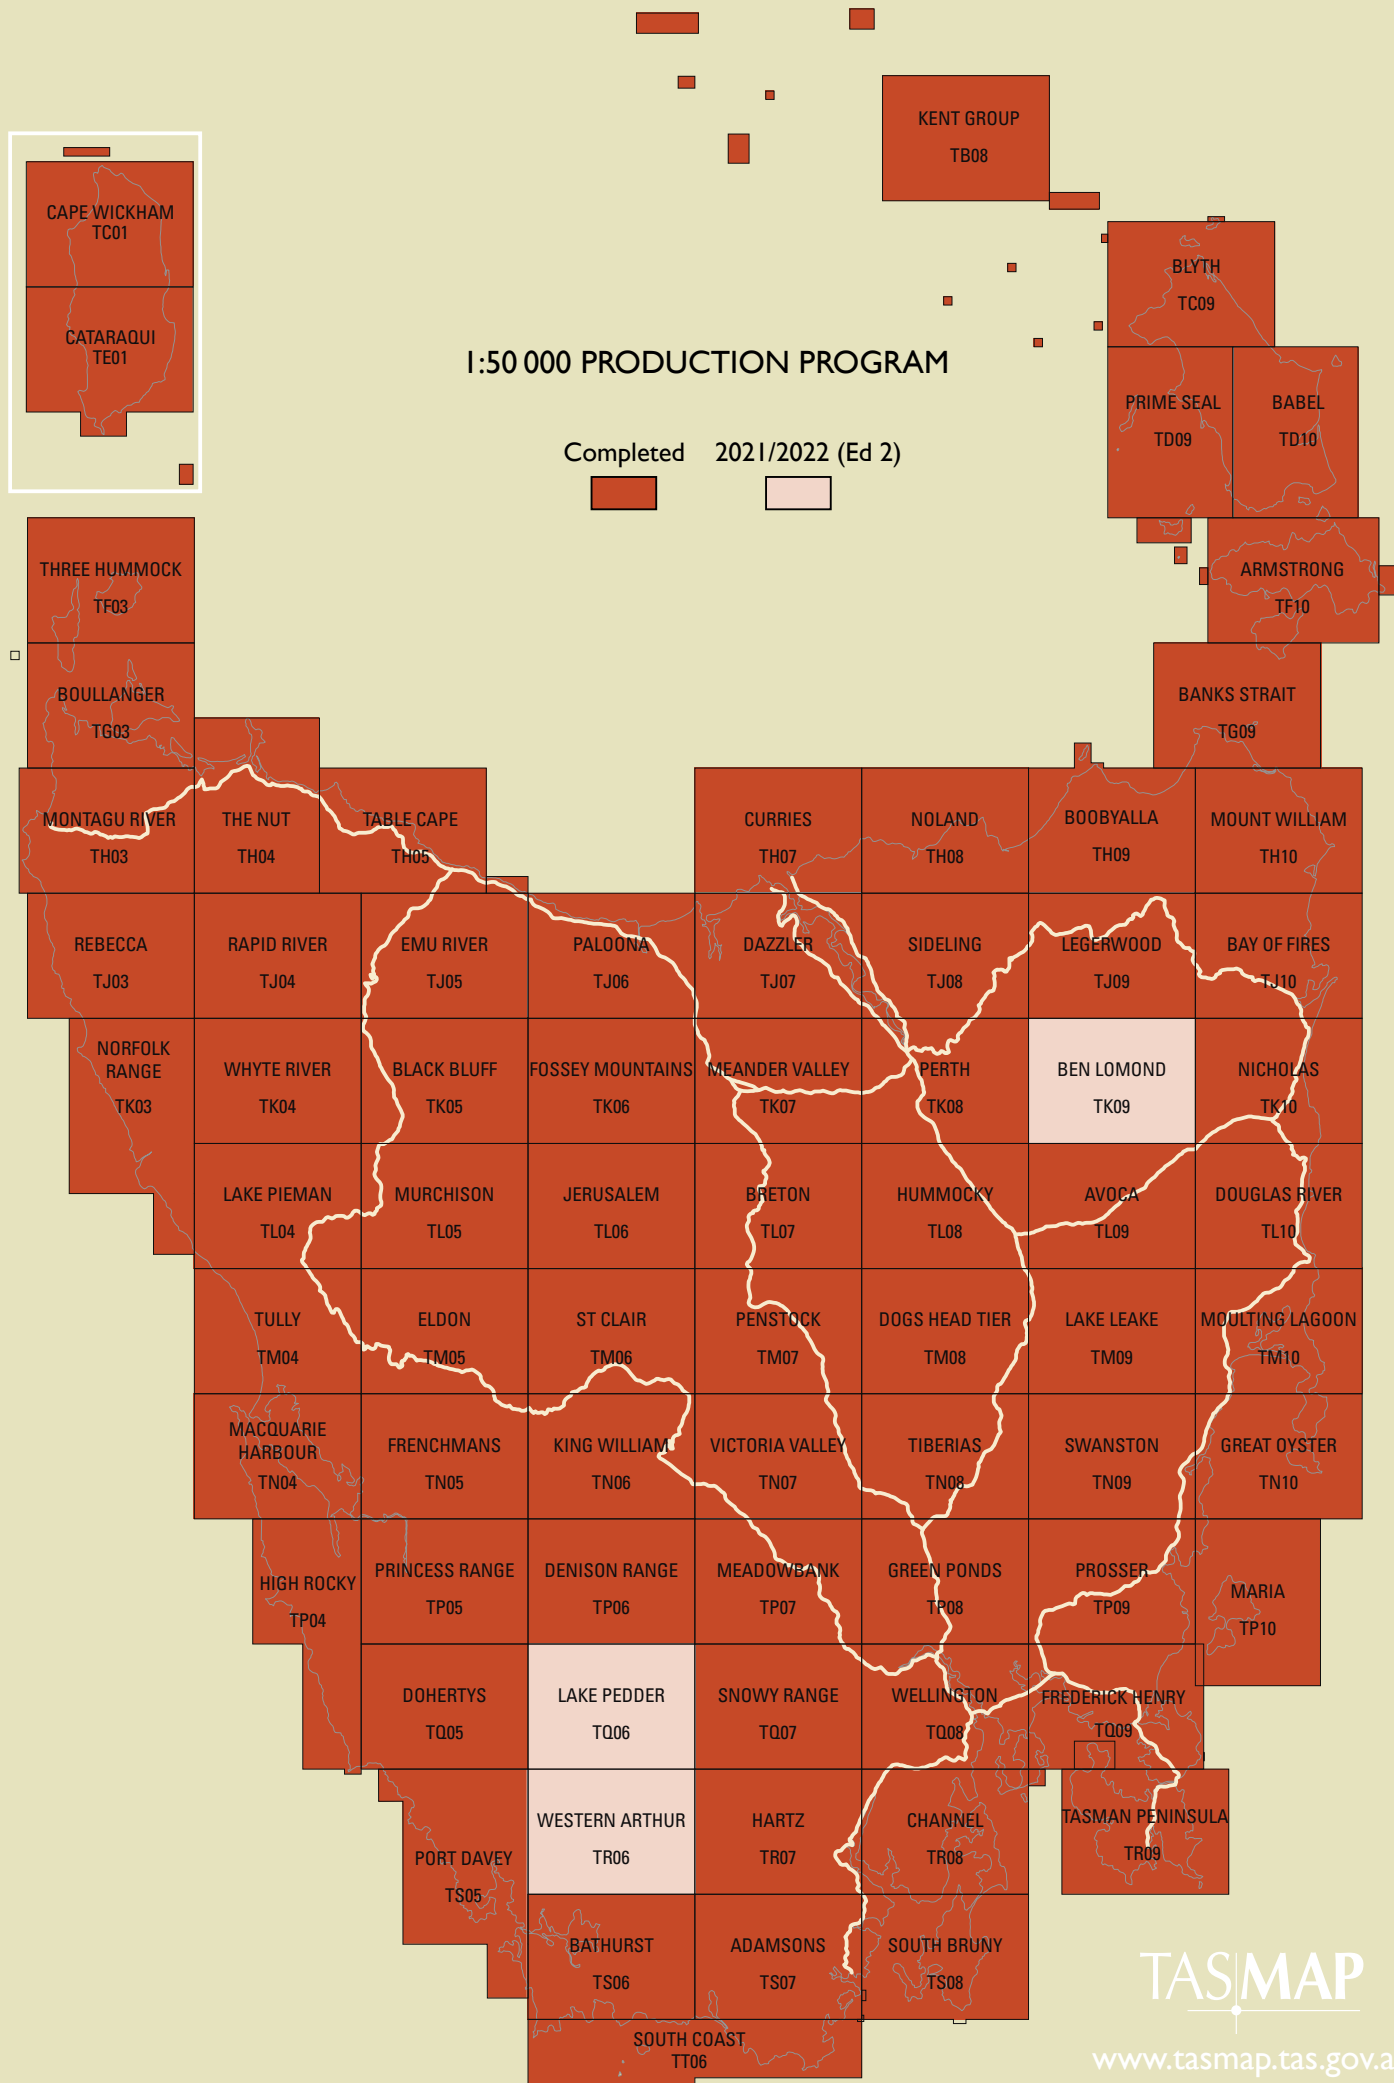 KENT GROUP
TB08
CAPE WICKHAM
TC01
CATARAQUI
TE01
BLYTH
TC09
1:50 000 PRODUCTION PROGRAM
Completed 2021/2022 (Ed 2)
PRIME SEAL
TD09
BABEL
TD10
THREE HUMMOCK
TF03
ARMSTRONG
TF10
BOULLANGER
TG03
BANKS STRAIT
TG09
MONTAGU RIVER
TH03
THE NUT
TH04
TABLE CAPE
TH05
CURRIES
TH07
NOLAND
TH08
BOOBYALLA
TH09
MOUNT WILLIAM
TH10
REBECCA
TJ03
RAPID RIVER
TJ04
EMU RIVER
TJ05
PALOONA
TJ06
DAZZLER
TJ07
SIDELING
TJ08
LEGERWOOD
TJ09
BAY OF FIRES
TJ10
NORFOLK
RANGE
TK03
WHYTE RIVER
TK04
BLACK BLUFF
TK05
FOSSEY MOUNTAINS
TK06
MEANDER VALLEY
TK07
PERTH
TK08
BEN LOMOND
TK09
NICHOLAS
TK10
LAKE PIEMAN
TL04
MURCHISON
TL05
JERUSALEM
TL06
BRETON
TL07
HUMMOCKY
TL08
AVOCA
TL09
DOUGLAS RIVER
TL10
TULLY
TM04
ELDON
TM05
ST CLAIR
TM06
PENSTOCK
TM07
DOGS HEAD TIER
TM08
LAKE LEAKE
TM09
MOULTING LAGOON
TM10
MACQUARIE
HARBOUR
TN04
FRENCHMANS
TN05
KING WILLIAM
TN06
VICTORIA VALLEY
TN07
TIBERIAS
TN08
SWANSTON
TN09
GREAT OYSTER
TN10
HIGH ROCKY
TP04
PRINCESS RANGE
TP05
DENISON RANGE
TP06
MEADOWBANK
TP07
GREEN PONDS
TP08
PROSSER
TP09
MARIA
TP10
DOHERTYS
TQ05
LAKE PEDDER
TQ06
SNOWY RANGE
TQ07
WELLINGTON
TQ08
FREDERICK HENRY
TQ09
PORT DAVEY
TS05
WESTERN ARTHUR
TR06
HARTZ
TR07
CHANNEL
TR08
TASMAN PENINSULA
TR09
BATHURST
TS06
ADAMSONS
TS07
SOUTH BRUNY
TS08
SOUTH COAST
TT06
TASMAP
www.tasmap.tas.gov.a